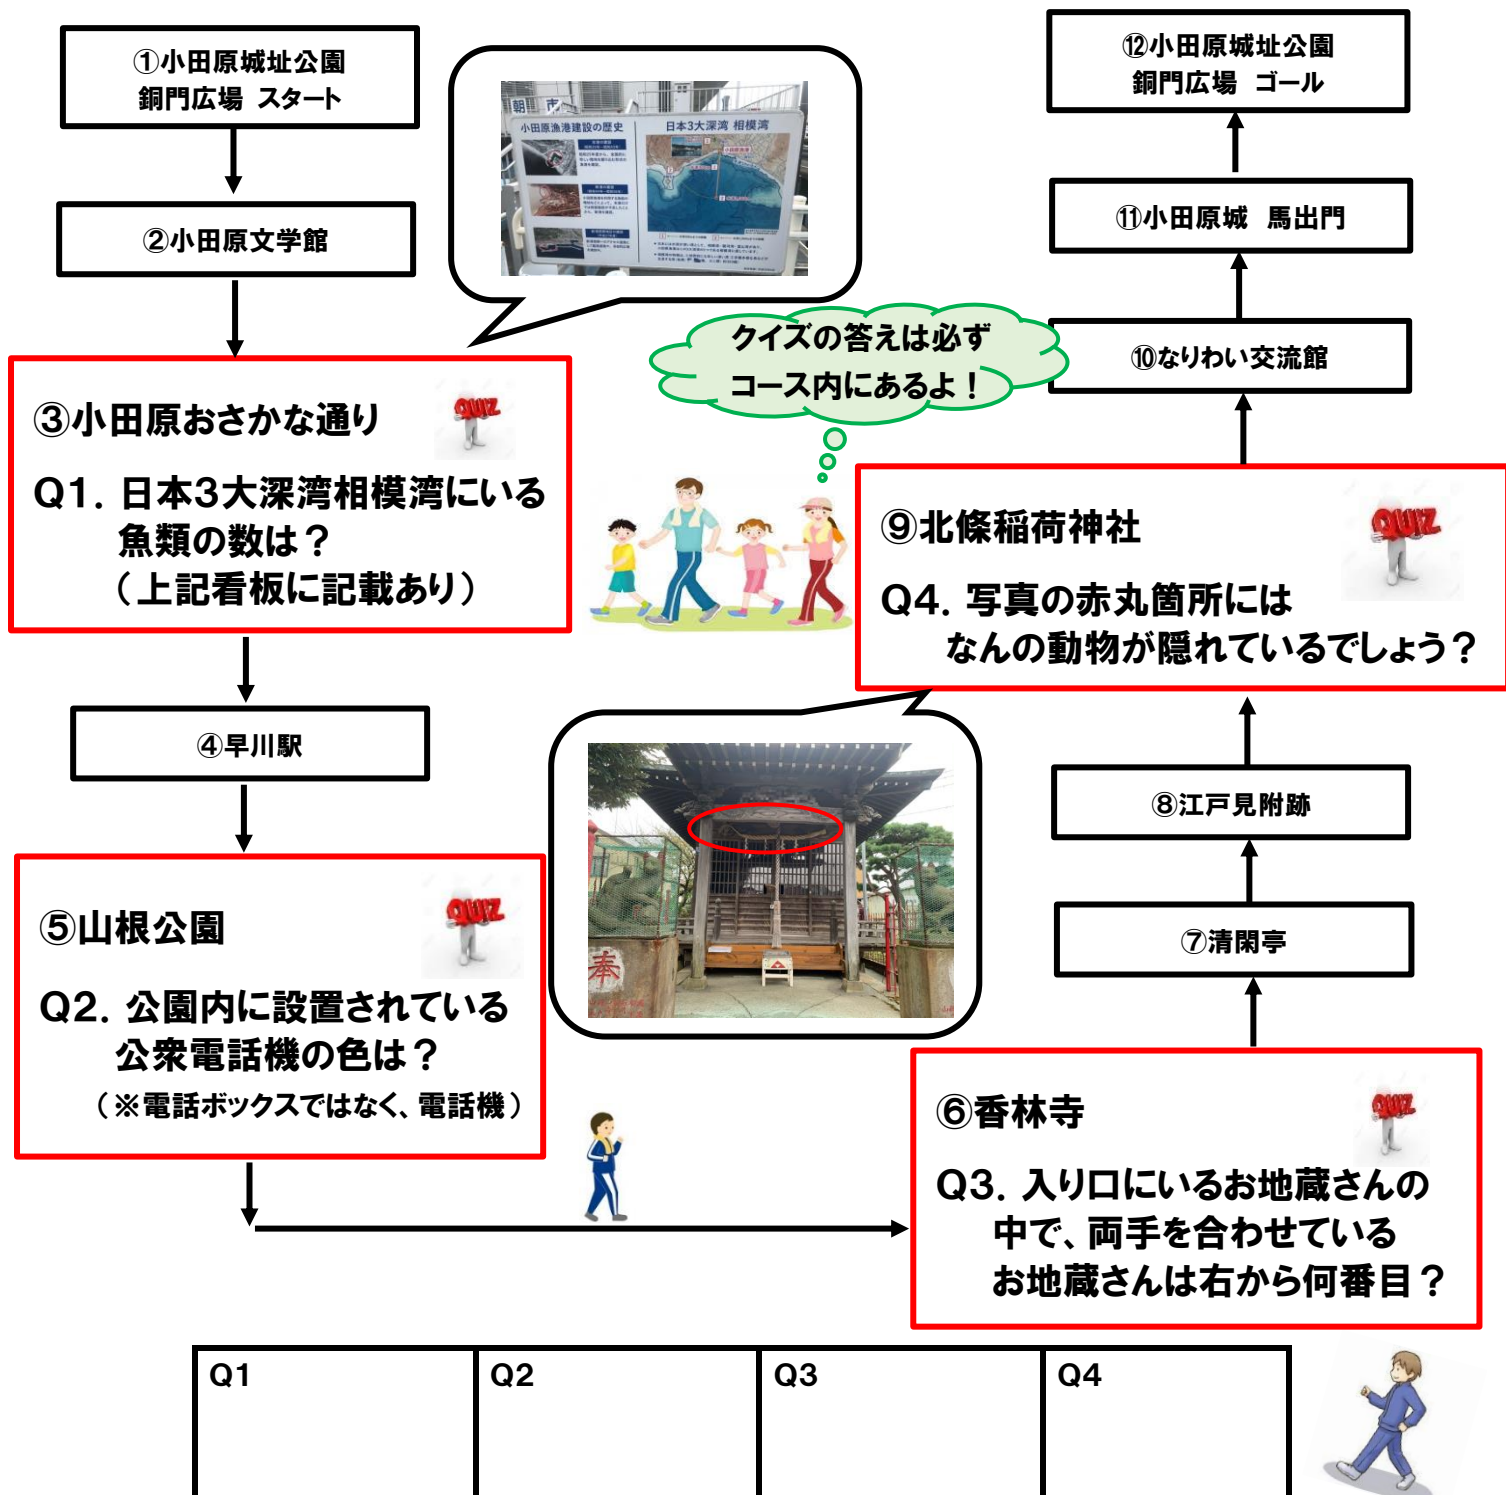 ①小田原城址公園
銅門広場 スタート
②小田原文学館
朝 市
小田原漁港建設の歴史
日本3大深湾 相模湾
③小田原おさかな通り
QUIZ
Q1. 日本3大深湾相模湾にいる
魚類の数は？
（上記看板に記載あり）
④早川駅
⑤山根公園
QUIZ
Q2. 公園内に設置されている
公衆電話機の色は？
（※電話ボックスではなく、電話機）
⑥香林寺
QUIZ
Q3. 入り口にいるお地蔵さんの
中で、両手を合わせている
お地蔵さんは右から何番目？
⑦清閑亭
⑧江戸見附跡
⑨北條稲荷神社
QUIZ
Q4. 写真の赤丸箇所には
なんの動物が隠れているでしょう？
奉
⑩なりわい交流館
⑪小田原城 馬出門
⑫小田原城址公園
銅門広場 ゴール
クイズの答えは必ず
コース内にあるよ！
Q1
Q2
Q3
Q4